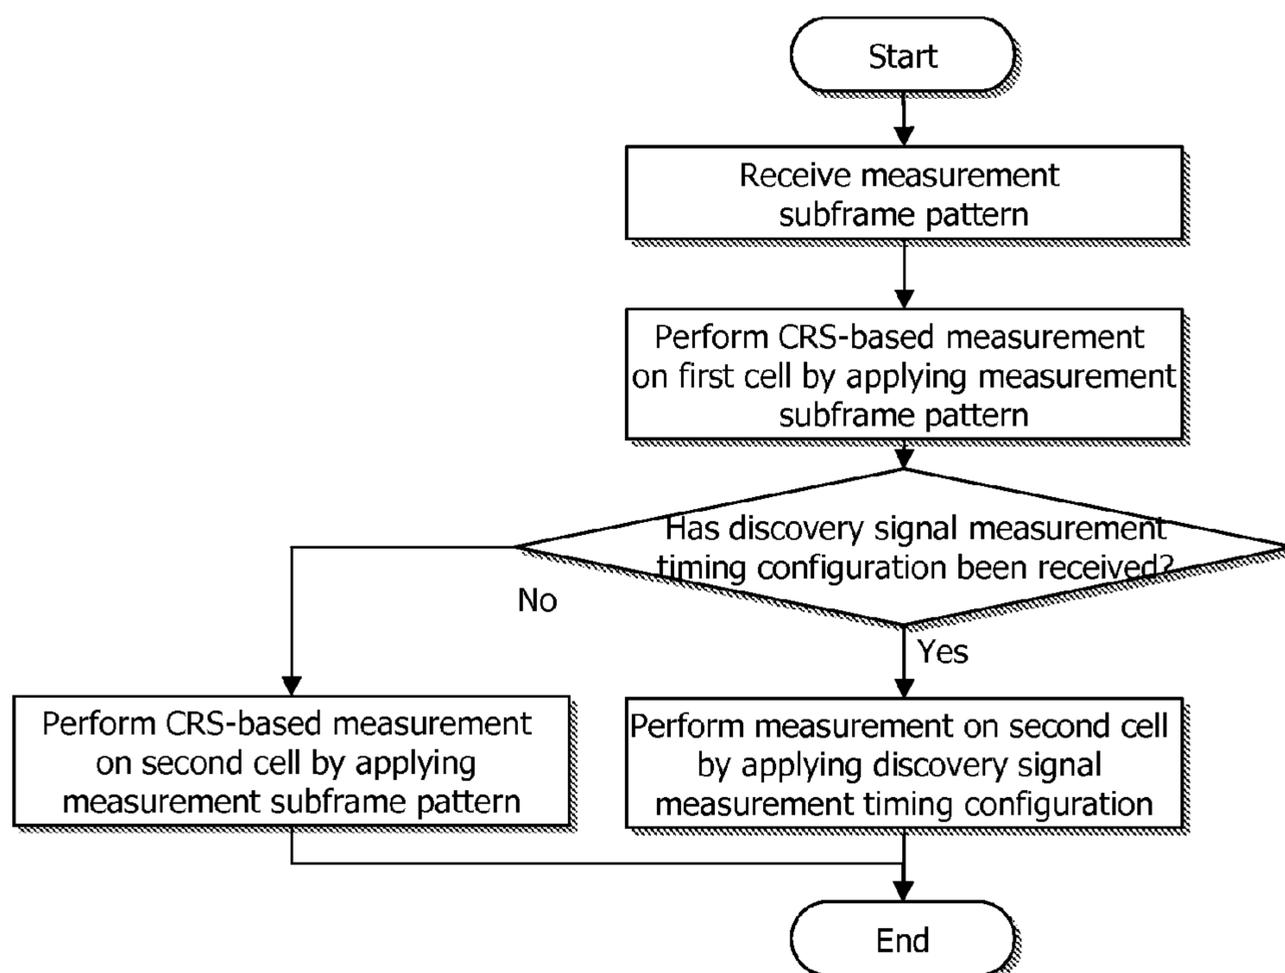 Start
Receive measurement
subframe pattern
Perform CRS-based measurement
on first cell by applying measurement
subframe pattern
Has discovery signal measurement
timing configuration been received?
No
Yes
Perform CRS-based measurement
on second cell by applying
measurement subframe pattern
Perform measurement on second cell
by applying discovery signal
measurement timing configuration
End